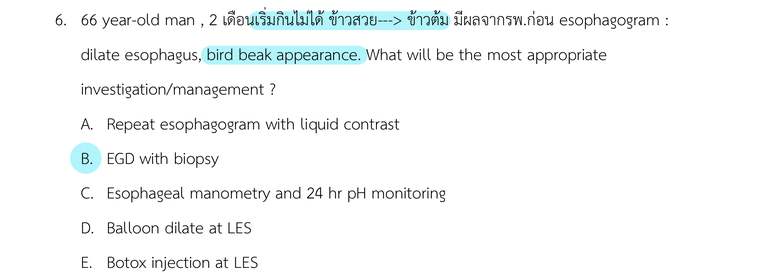 6. 66 year-old man , 2 เดือนเริ่มกินไม่ได้ ข้าวสวย---> ข้าวต้ม มีผลจากรพ.ก่อน esophagogram :
dilate esophagus, bird beak appearance. What will be the most appropriate
investigation/management ?
A. Repeat esophagogram with liquid contrast
B. EGD with biopsy
C. Esophageal manometry and 24 hr pH monitoring
D. Balloon dilate at LES
E. Botox injection at LES